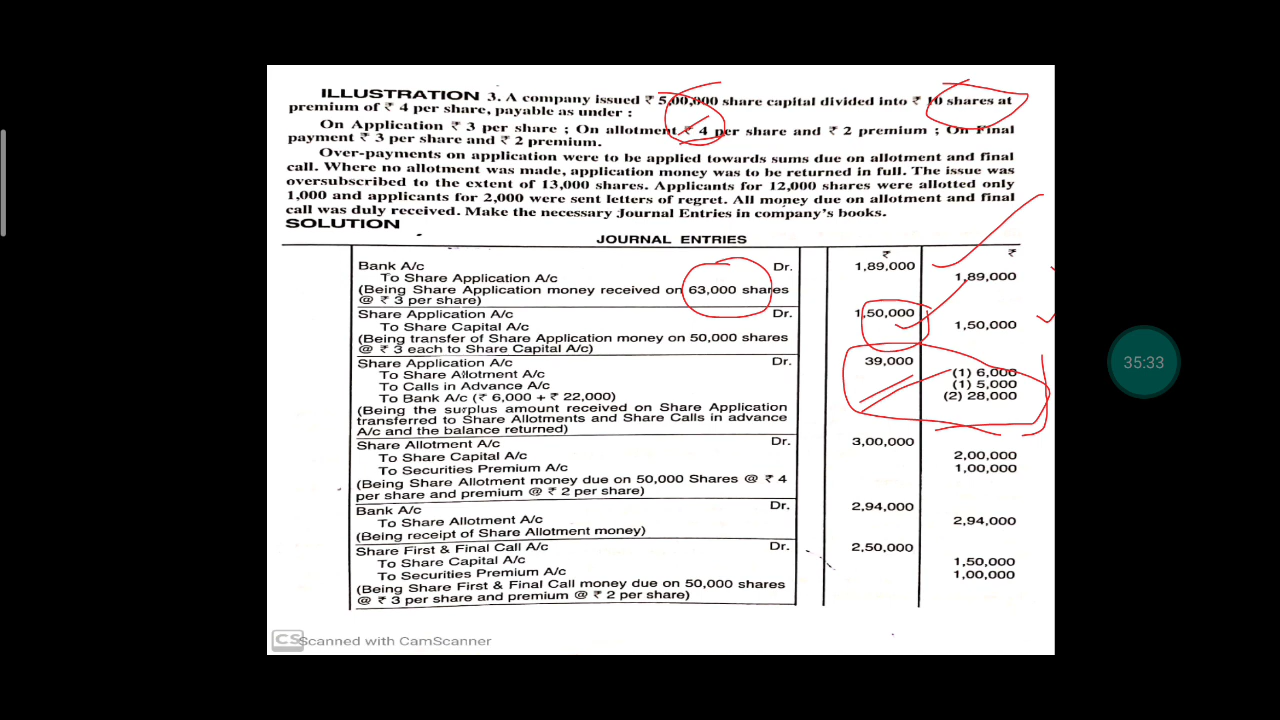 ILLUSTRATION 3. A company issued ₹ 5,00,000 share capital divided into ₹ 10 shares at
premium of ₹ 4 per share, payable as under :
On Application ₹ 3 per share ; On allotment ₹ 4 per share and ₹ 2 premium ; On Final
payment ₹ 3 per share and ₹ 2 premium.
Over-payments on application were to be applied towards sums due on allotment and final
call. Where no allotment was made, application money was to be returned in full. The issue was
oversubscribed to the extent of 13,000 shares. Applicants for 12,000 shares were allotted only
1,000 and applicants for 2,000 were sent letters of regret. All money due on allotment and final
call was duly received. Make the necessary Journal Entries in company's books.
SOLUTION
JOURNAL ENTRIES
₹ ₹
Bank A/c Dr. 1,89,000
To Share Application A/c 1,89,000
(Being Share Application money received on 63,000 shares
@ ₹ 3 per share)
Share Application A/c Dr. 1,50,000
To Share Capital A/c 1,50,000
(Being transfer of Share Application money on 50,000 shares
@ ₹ 3 each to Share Capital A/c)
Share Application A/c Dr. 39,000
To Share Allotment A/c (1) 6,000
To Calls in Advance A/c (1) 5,000
To Bank A/c (₹ 6,000 + ₹ 22,000) (2) 28,000
(Being the surplus amount received on Share Application
transferred to Share Allotments and Share Calls in advance
A/c and the balance returned)
Share Allotment A/c Dr. 3,00,000
To Share Capital A/c 2,00,000
To Securities Premium A/c 1,00,000
(Being Share Allotment money due on 50,000 Shares @ ₹ 4
per share and premium @ ₹ 2 per share)
Bank A/c Dr. 2,94,000
To Share Allotment A/c 2,94,000
(Being receipt of Share Allotment money)
Share First & Final Call A/c Dr. 2,50,000
To Share Capital A/c 1,50,000
To Securities Premium A/c 1,00,000
(Being Share First & Final Call money due on 50,000 shares
@ ₹ 3 per share and premium @ ₹ 2 per share)
CS Scanned with CamScanner
35:33